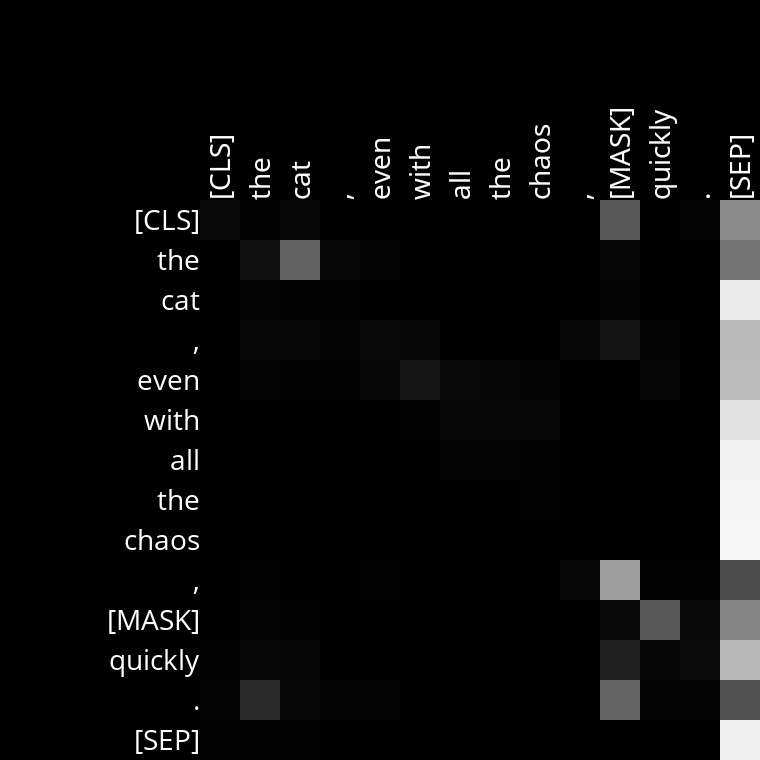 [CLS] the cat , even with all the chaos , [MASK] quickly . [SEP]
[CLS]
the
cat
,
even
with
all
the
chaos
,
[MASK]
quickly
.
[SEP]